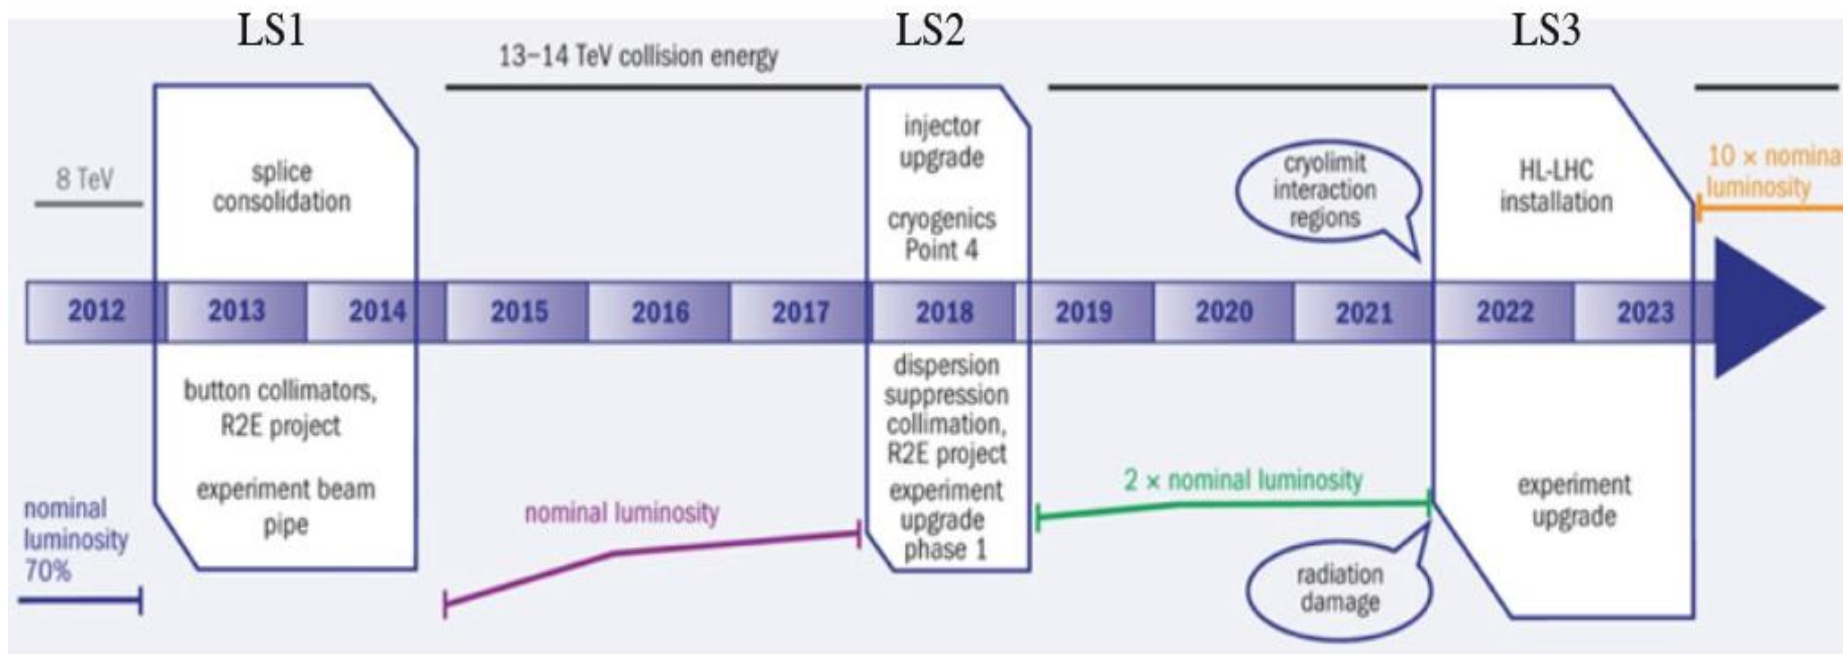 LS1
LS2
LS3
13–14 TeV collision energy
8 TeV
splice
consolidation
injector
upgrade
cryogenics
Point 4
cryolimit
interaction
regions
HL-LHC
installation
10 × nomina
luminosity
2012
2013
2014
2015
2016
2017
2018
2019
2020
2021
2022
2023
button collimators,
R2E project
experiment beam
pipe
nominal
luminosity
70%
nominal luminosity
dispersion
suppression
collimation,
R2E project
experiment
upgrade
phase 1
2 × nominal luminosity
radiation
damage
experiment
upgrade